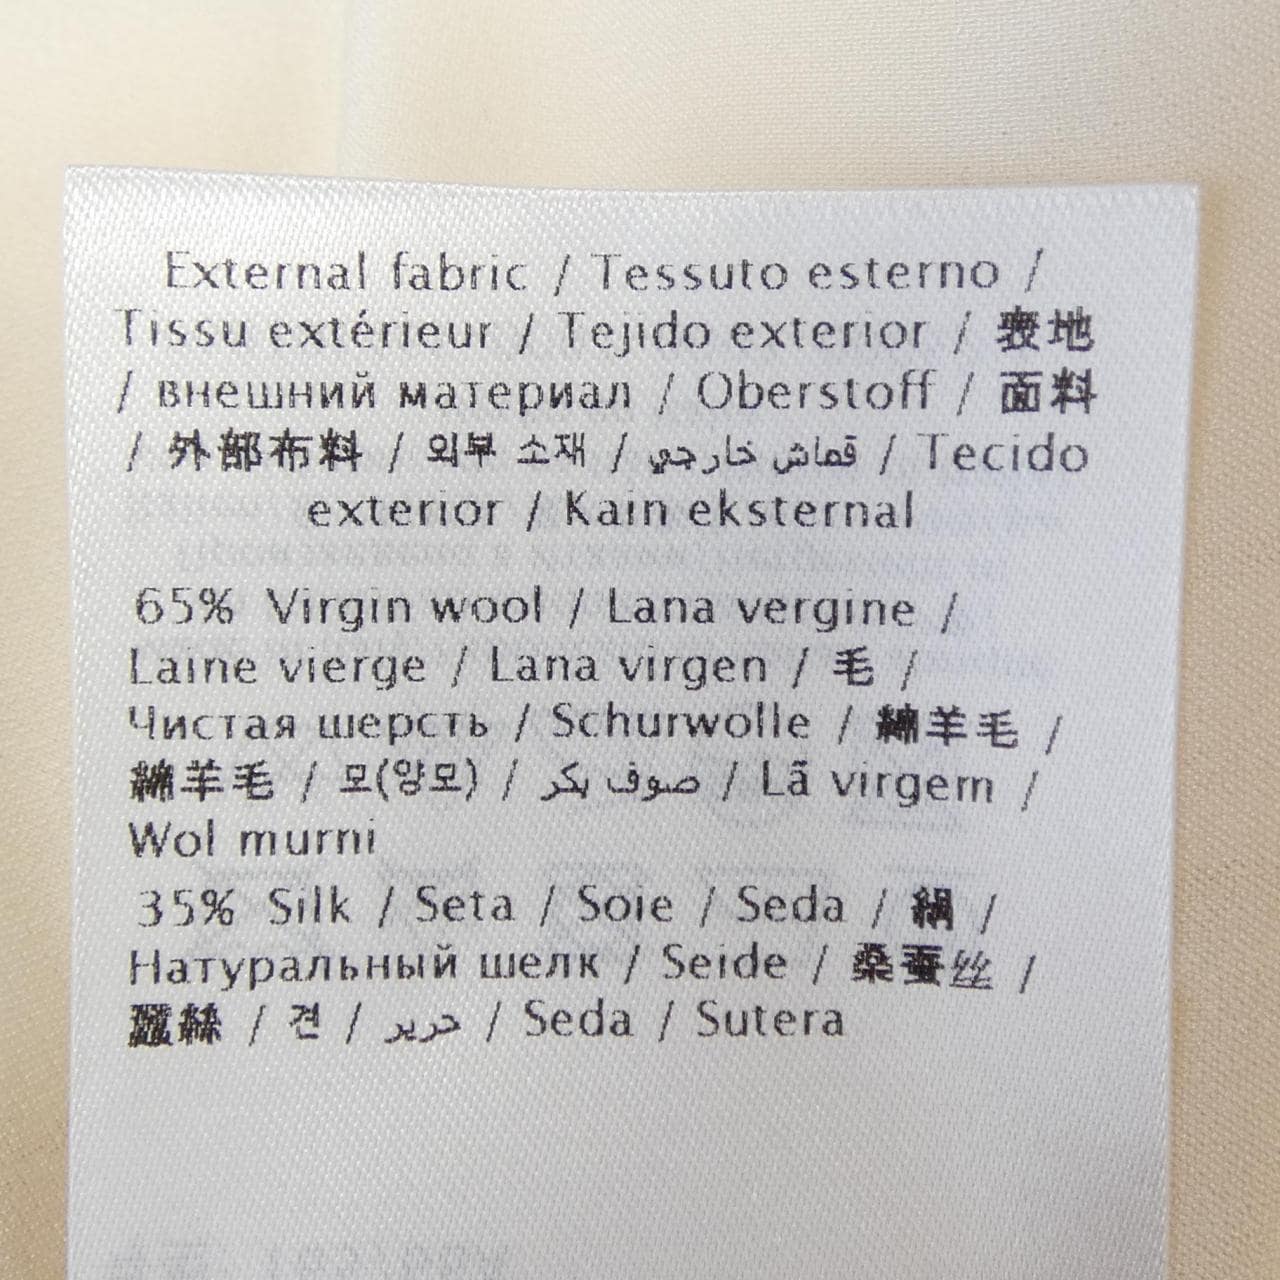 External fabric / Tessuto esterno /
Tissu extérieur / Tejido exterior / 表地
/ внешний материал / Oberstoff / 面料
/ 外部布料 / 외부 소재 / قماش خارجي / Tecido
exterior / Kain eksternal
65% Virgin wool / Lana vergine /
Laine vierge / Lana virgen / 毛 /
Чистая шерсть / Schurwolle / 綿羊毛 /
綿羊毛 / 모(양모) / صوف بكر / Lã virgem /
Wol murni
35% Silk / Seta / Soie / Seda / 絹 /
Натуральный шелк / Seide / 桑蚕丝 /
蠶絲 / 견 / حرير / Seda / Sutera